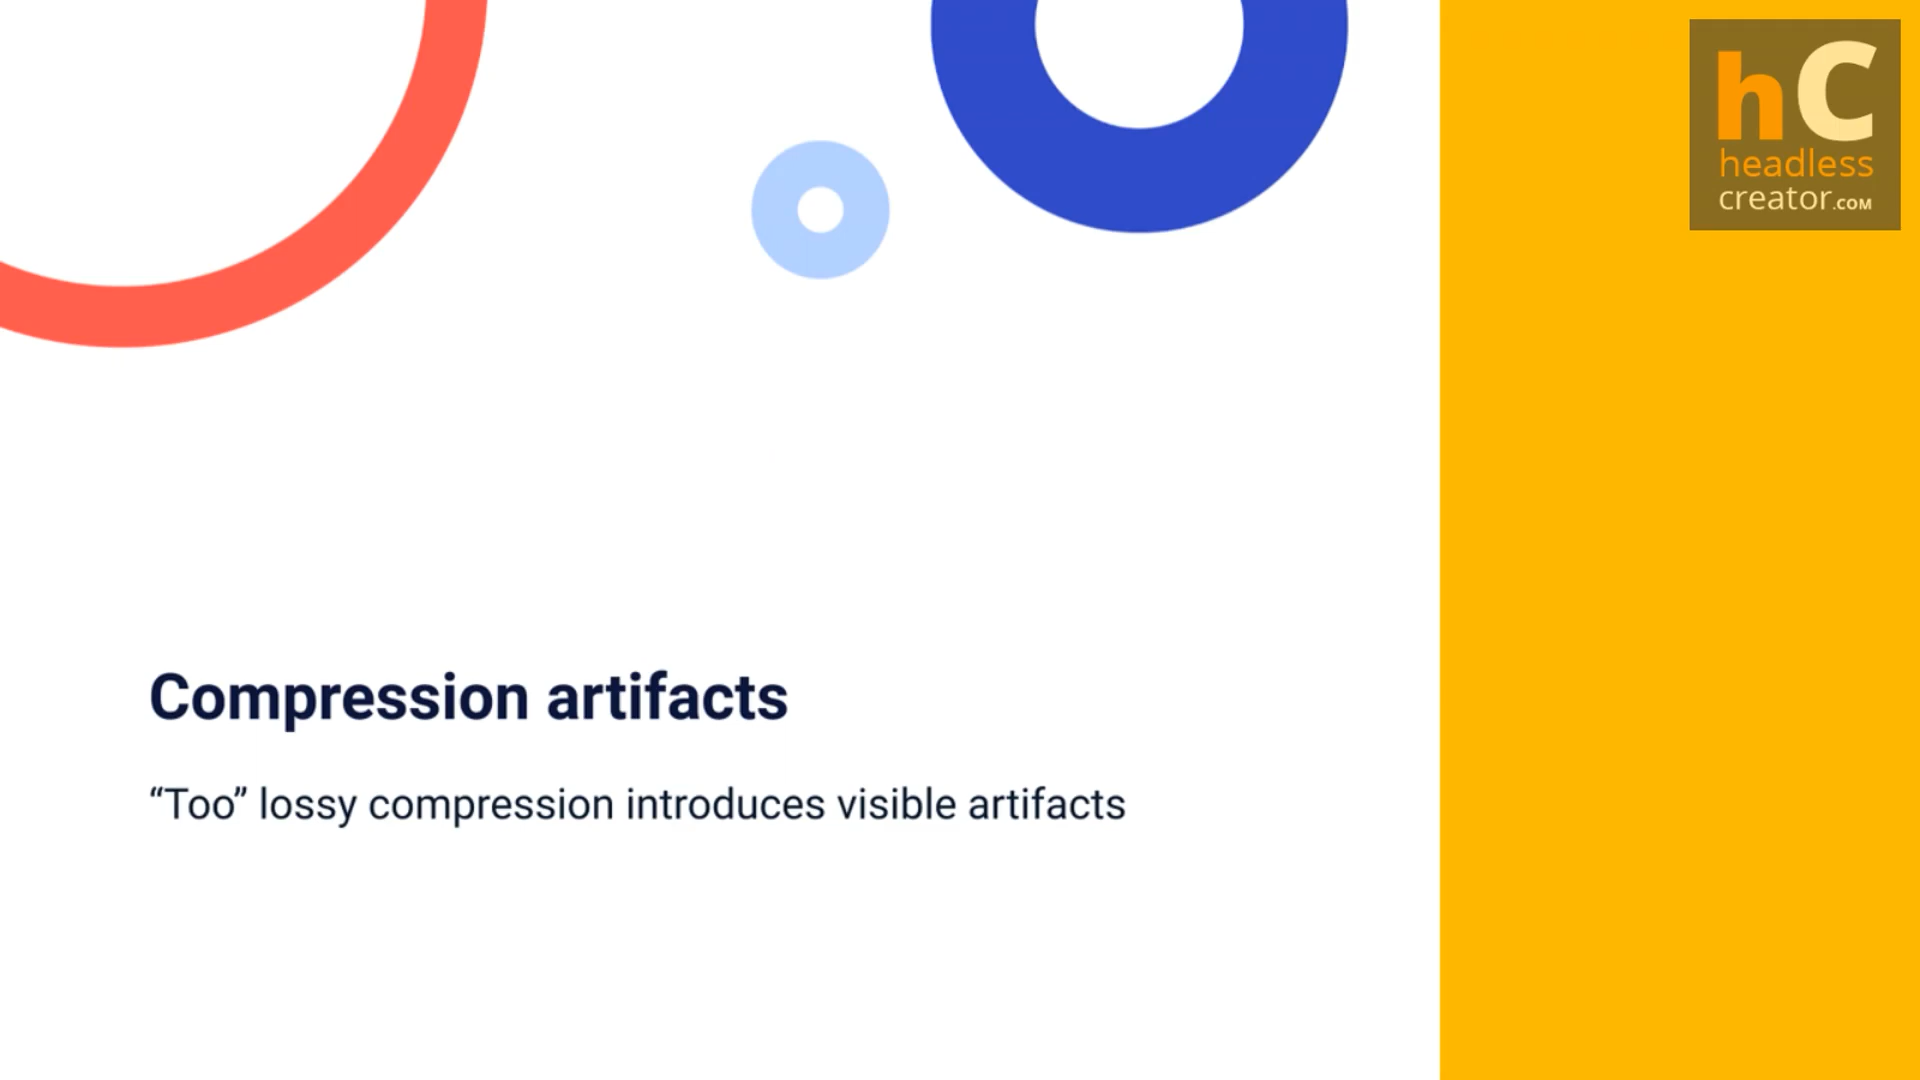 hC
headless
creator.COM
Compression artifacts
“Too” lossy compression introduces visible artifacts